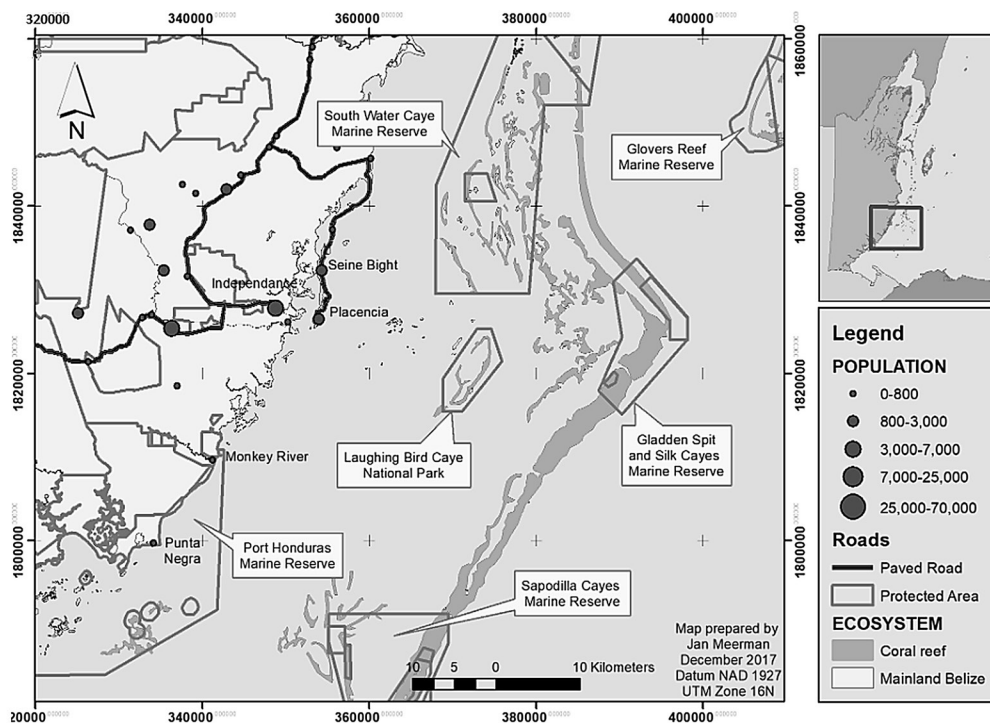 320000
340000
360000
380000
400000
1860000
1860000
N
South Water Caye
Marine Reserve
Glovers Reef
Marine Reserve
1840000
1840000
Seine Bight
Independance
Placencia
1820000
1820000
Laughing Bird Caye
National Park
Gladden Spit
and Silk Cayes
Marine Reserve
Monkey River
1800000
1800000
Punta
Negra
Port Honduras
Marine Reserve
Sapodilla Cayes
Marine Reserve
Map prepared by
Jan Meerman
December 2017
Datum NAD 1927
UTM Zone 16N
10 5 0 10 Kilometers
20000
340000
360000
380000
400000
Legend
POPULATION
0-800
800-3,000
3,000-7,000
7,000-25,000
25,000-70,000
Roads
Paved Road
Protected Area
ECOSYSTEM
Coral reef
Mainland Belize